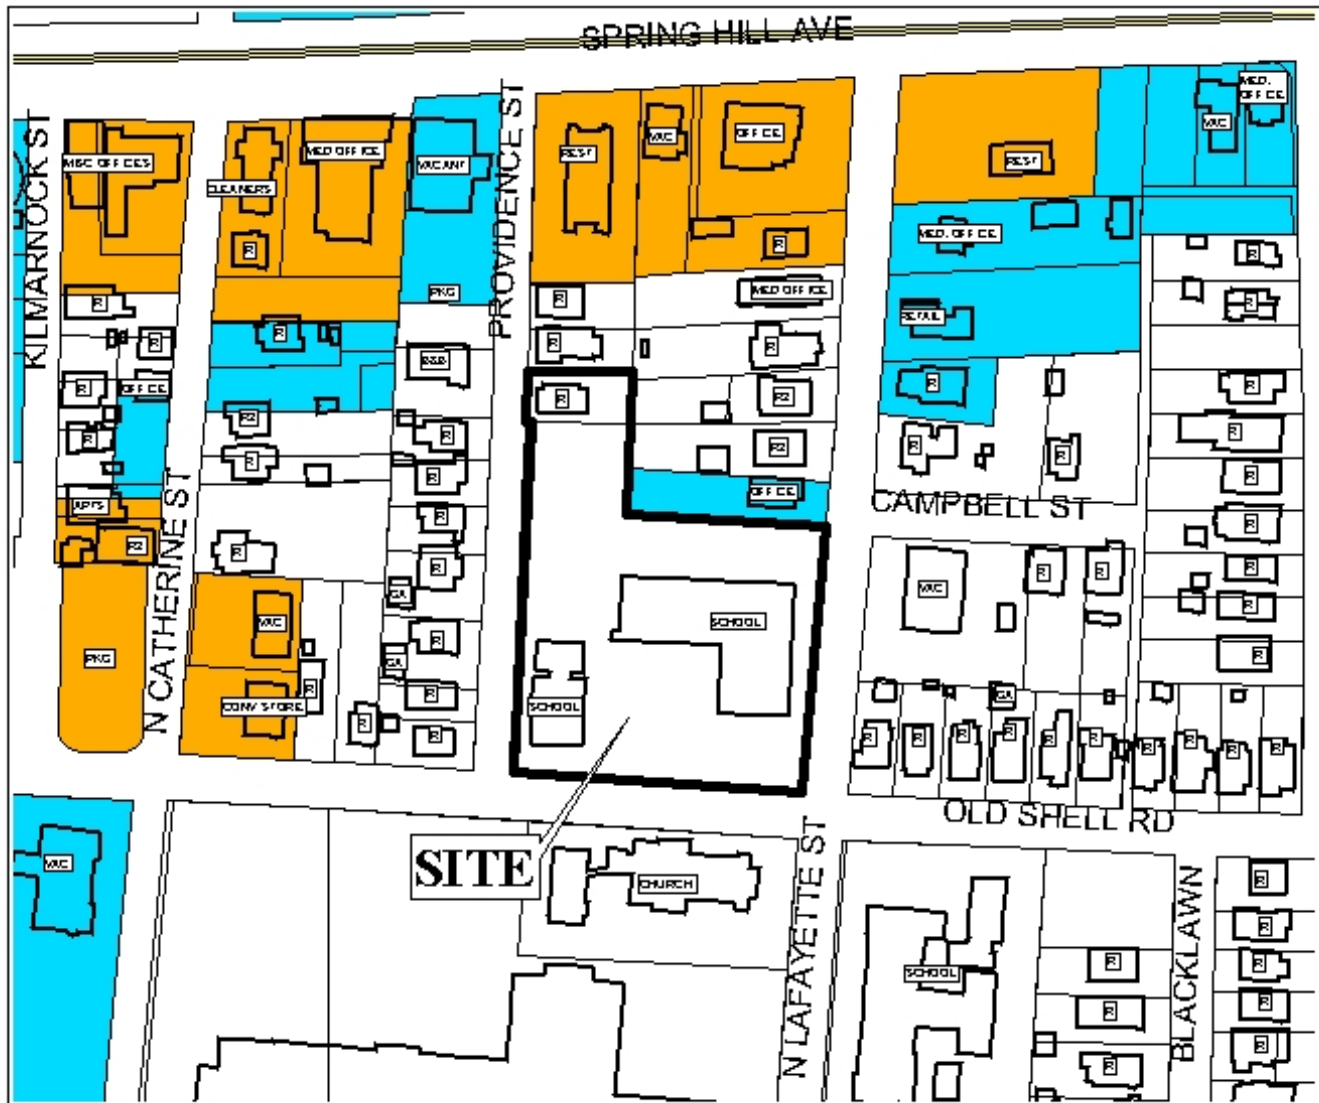 SPRING HILL AVE
KILMARNOCK ST
PROVIDENCE ST
MISC OFFICES
CLEANERS
MED OFFICE
VACANT
REST
VAC
OFFICE
REST
VAC
MED. OFFICE
R
R
MED. OFFICE
R
PKG
R
R
MED OFFICE
R
R
RETAIL
R
R
B&B
R
R
R
OFFICE
R
R2
R
R
R2
R
R
R
R2
R
R
R
R
R
APTS
OFFICE
CAMPBELL ST
R
R
R2
R
N CATHERINE ST
R
R
R
R
GA
VAC
R
VAC
R
SCHOOL
R
PKG
GA
R
CONV STORE
R
R
SCHOOL
GA
R
R
R
R
R
R
R
R
R
R
R
R
OLD SHELL RD
SITE
VAC
CHURCH
N LAFAYETTE ST
SCHOOL
BLACKLAWN
R
R
R
R
R
R
R
R